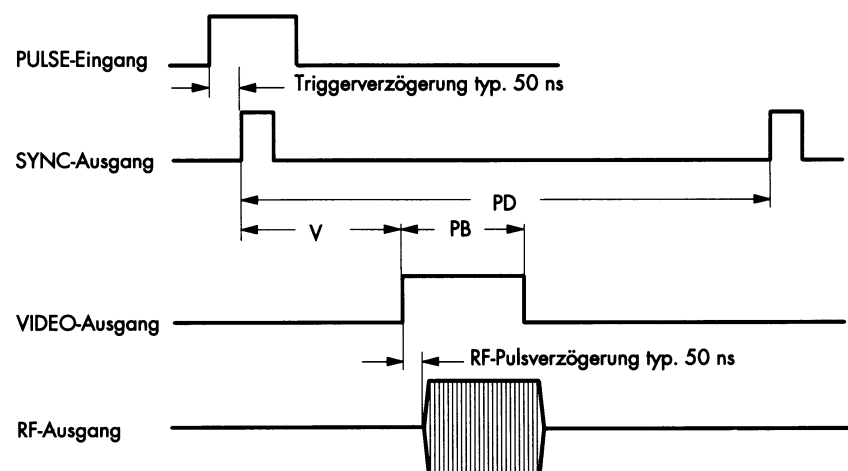 PULSE-Eingang
Triggerverzögerung typ. 50 ns
SYNC-Ausgang
PD
V
PB
VIDEO-Ausgang
RF-Pulsverzögerung typ. 50 ns
RF-Ausgang